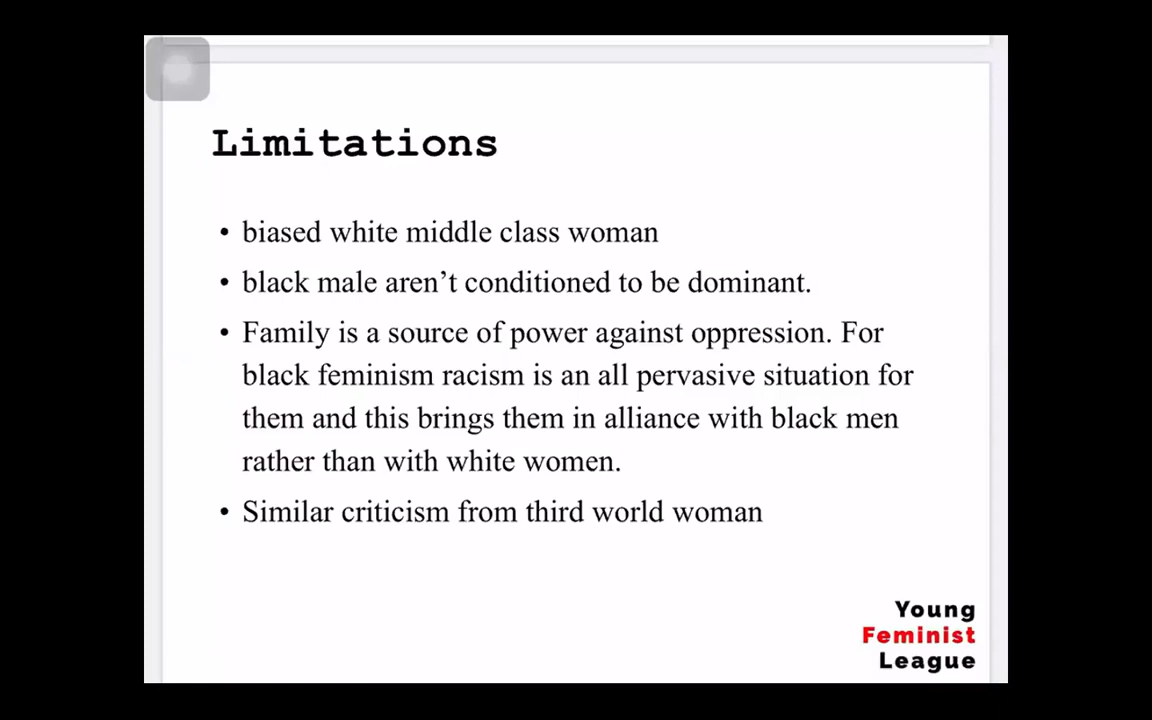 Limitations
• biased white middle class woman
• black male aren’t conditioned to be dominant.
• Family is a source of power against oppression. For
black feminism racism is an all pervasive situation for
them and this brings them in alliance with black men
rather than with white women.
• Similar criticism from third world woman
Young
Feminist
League